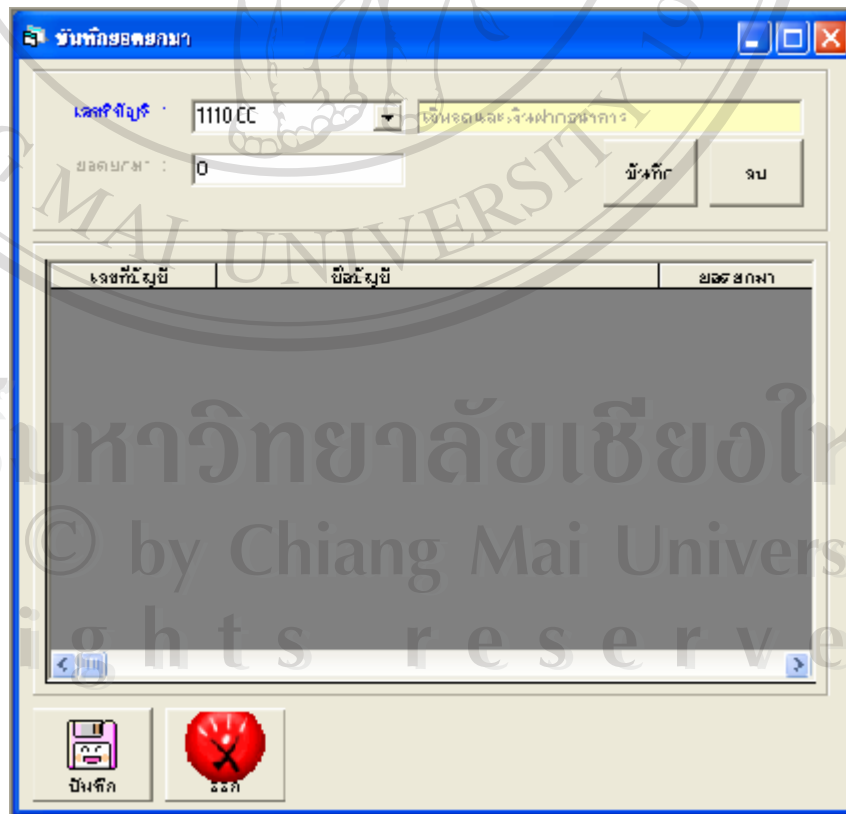 บันทึกยอดยกมา
เลขที่บัญชี :
1110
เงินสดและเงินฝากธนาคาร
ยอดยกมา :
0
บันทึก
ลบ
เลขที่บัญชี
ชื่อบัญชี
ยอดยกมา
MAI UNIVERSITY
มหาวิทยาลัยเชียงให
© by Chiang Mai Univers
ights reserve
บันทึก